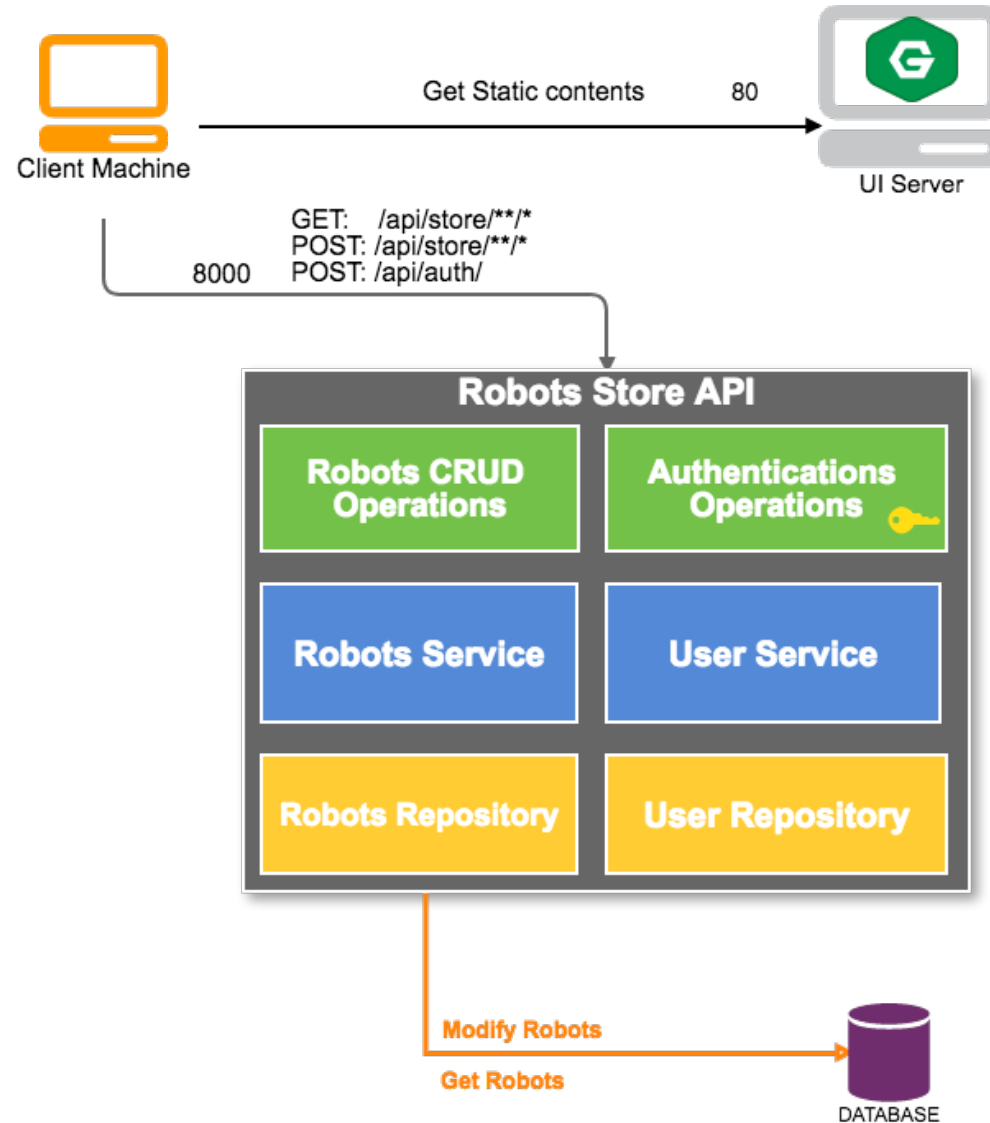 Get Static contents 80
Client Machine
G
UI Server
GET: /api/store/**/*
POST: /api/store/**/*
8000 POST: /api/auth/
Robots Store API
Robots CRUD
Operations
Authentications
Operations
Robots Service
User Service
Robots Repository
User Repository
Modify Robots
Get Robots
DATABASE